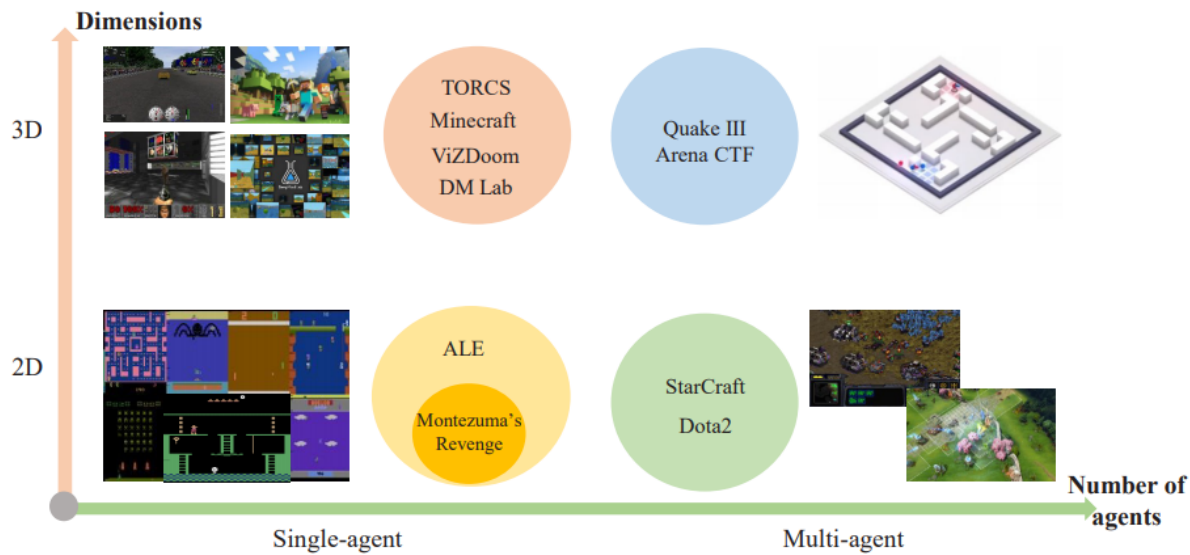 Dimensions
3D
TORCS
Minecraft
ViZDoom
DM Lab
Quake III
Arena CTF
2D
ALE
Montezuma's
Revenge
StarCraft
Dota2
Number of
agents
Single-agent
Multi-agent